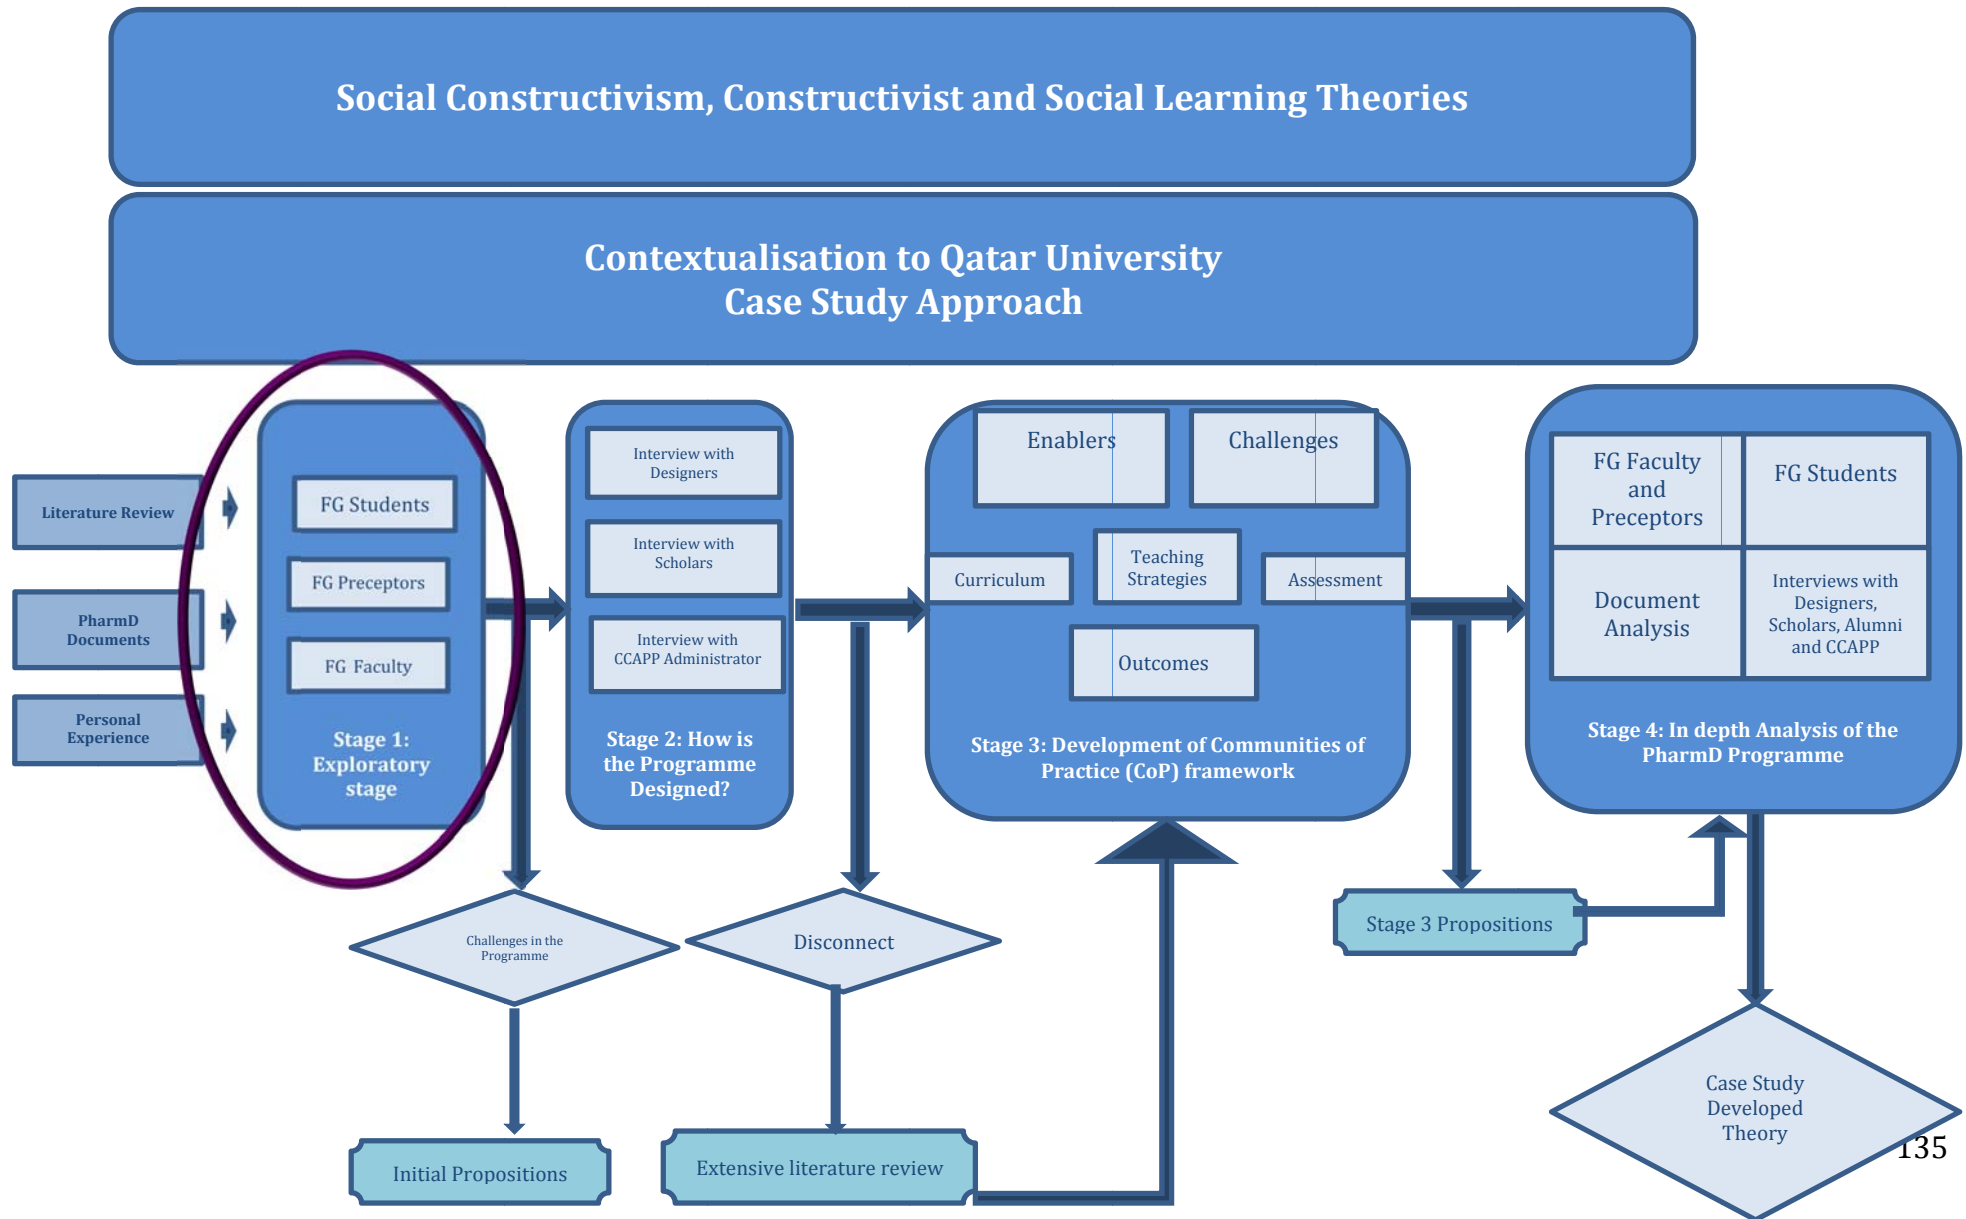 Social Constructivism, Constructivist and Social Learning Theories
Contextualisation to Qatar University
Case Study Approach
Literature Review
PharmD
Documents
Personal
Experience
FG Students
FG Preceptors
FG Faculty
Stage 1:
Exploratory
stage
Interview with
Designers
Interview with
Scholars
Interview with
CCAPP Administrator
Stage 2: How is
the Programme
Designed?
Enablers
Challenges
Curriculum
Teaching
Strategies
Assessment
Outcomes
Stage 3: Development of Communities of
Practice (CoP) framework
FG Faculty
and
Preceptors
FG Students
Document
Analysis
Interviews with
Designers,
Scholars, Alumni
and CCAPP
Stage 4: In depth Analysis of the
PharmD Programme
Challenges in the
Programme
Disconnect
Stage 3 Propositions
Initial Propositions
Extensive literature review
Case Study
Developed
Theory
135